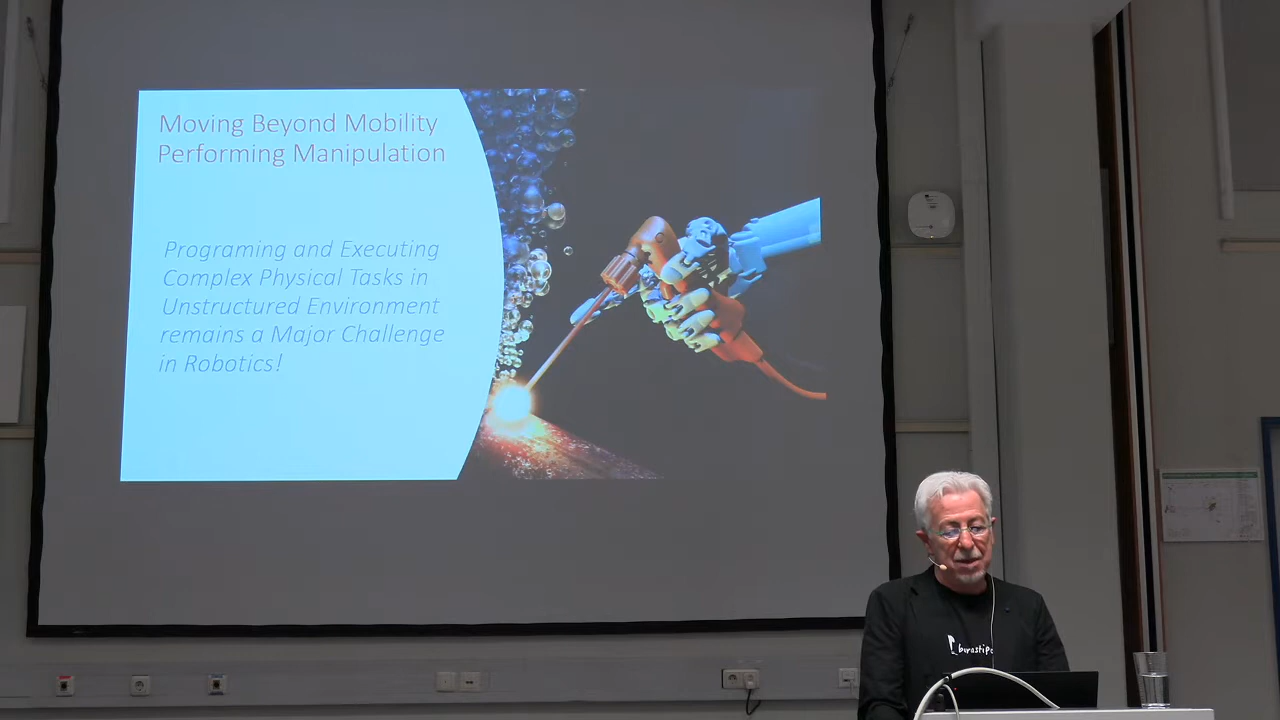 Moving Beyond Mobility
Performing Manipulation
Programing and Executing
Complex Physical Tasks in
Unstructured Environment
remains a Major Challenge
in Robotics!